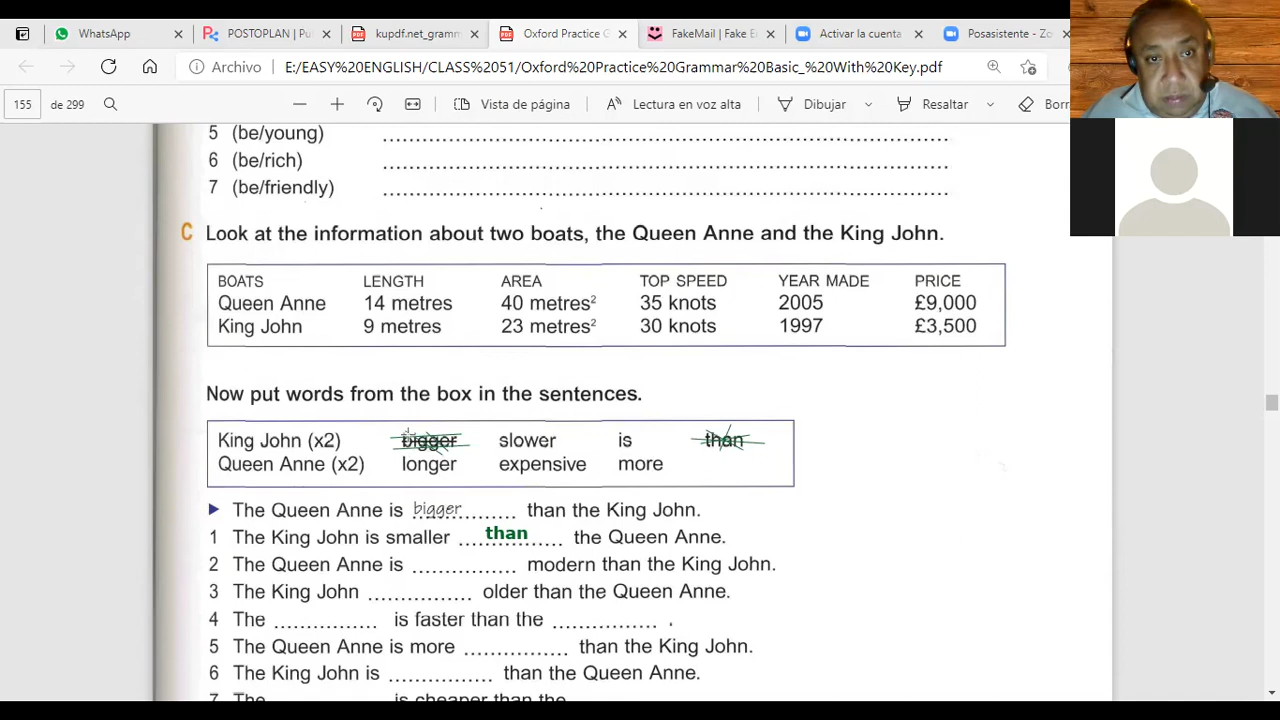 WhatsApp
POSTOPLAN | Pu
kupdf.net_gramm
Oxford Practice G
FakeMail | Fake E
Activar la cuenta
Posasistente - Zo
Archivo
E:/EASY%20ENGLISH/CLASS%2051/Oxford%20Practice%20Grammar%20Basic_%20With%20Key.pdf
155 de 299
Vista de página
Lectura en voz alta
Dibujar
Resaltar
Borr
5 (be/young)
6 (be/rich)
7 (be/friendly)
C Look at the information about two boats, the Queen Anne and the King John.
BOATS LENGTH AREA TOP SPEED YEAR MADE PRICE
Queen Anne 14 metres 40 metres² 35 knots 2005 £9,000
King John 9 metres 23 metres² 30 knots 1997 £3,500
Now put words from the box in the sentences.
King John (x2) bigger slower is than
Queen Anne (x2) longer expensive more
The Queen Anne is bigger than the King John.
1 The King John is smaller than the Queen Anne.
2 The Queen Anne is ............... modern than the King John.
3 The King John ............... older than the Queen Anne.
4 The ............... is faster than the ............... .
5 The Queen Anne is more ............... than the King John.
6 The King John is ............... than the Queen Anne.
7 The ............... is cheaper than the